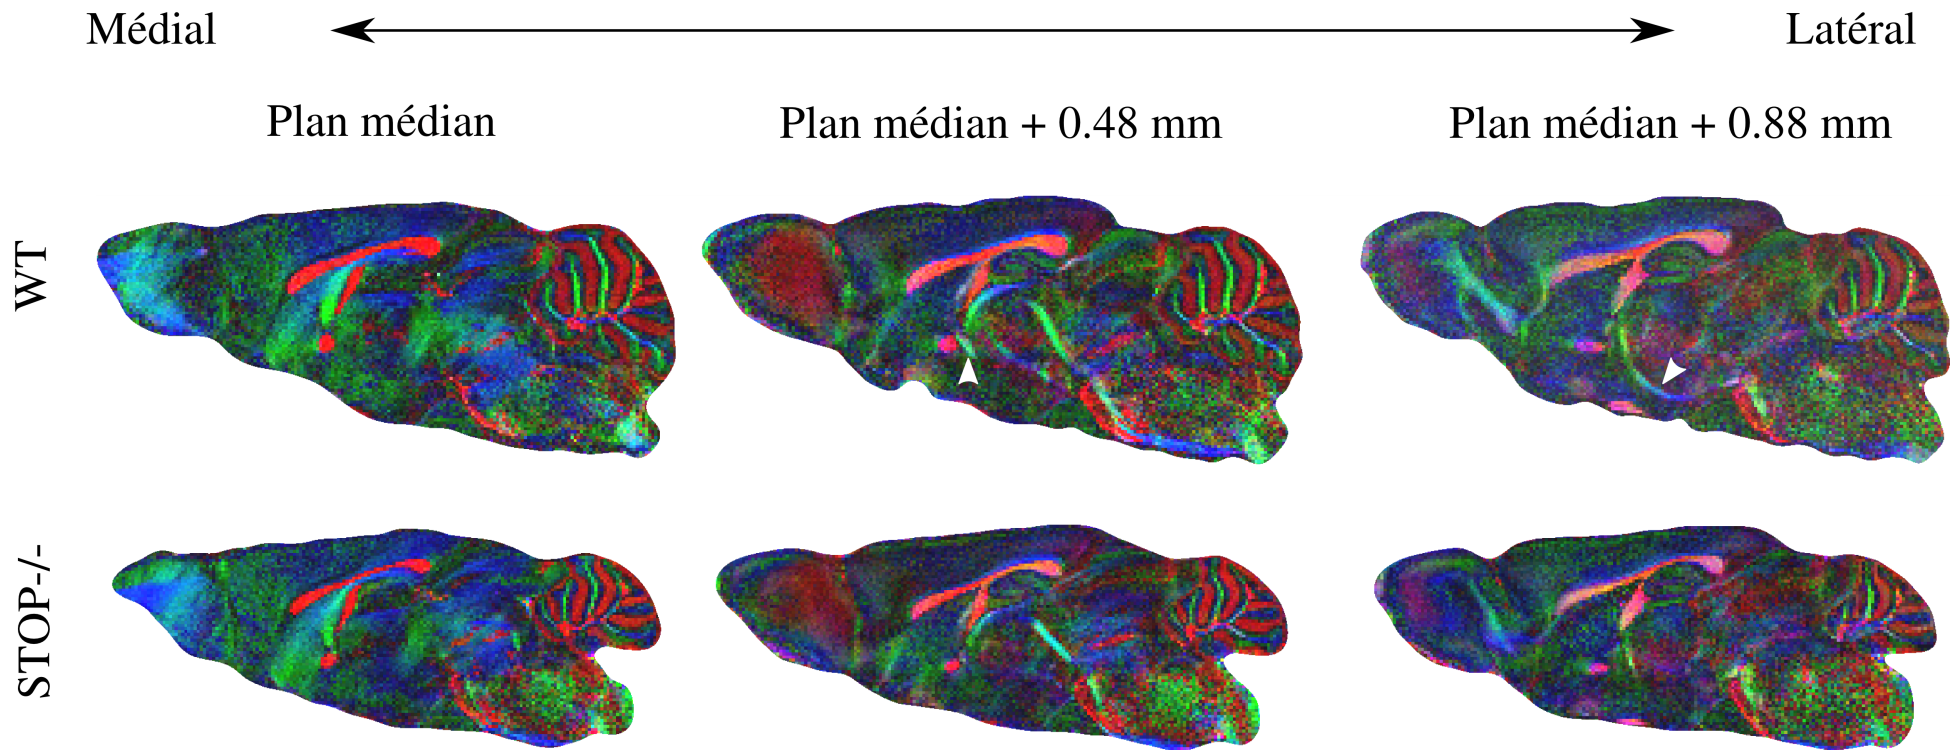 Médial Latéral
Plan médian Plan médian + 0.48 mm Plan médian + 0.88 mm
WT
STOP-/-